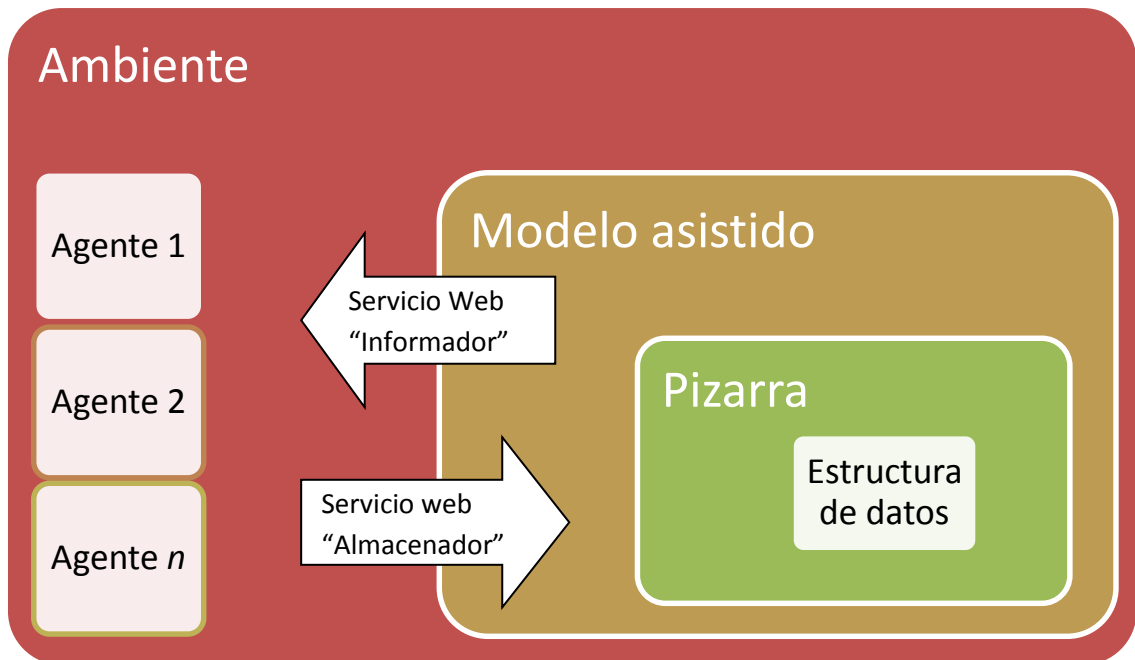 Ambiente
Agente 1
Agente 2
Agente n
Servicio Web
“Informador”
Servicio web
“Almacenador”
Modelo asistido
Pizarra
Estructura
de datos